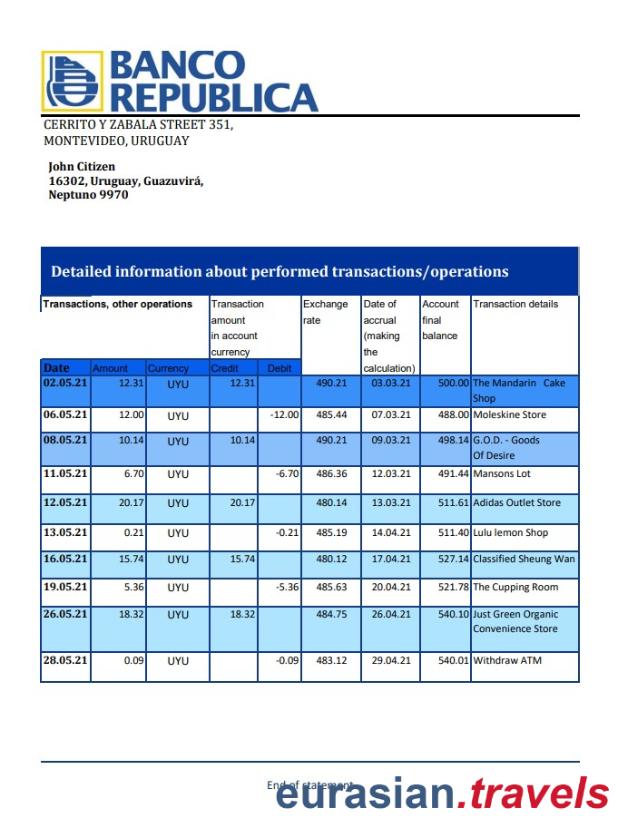 BANCO
REPUBLICA
CERRITO Y ZABALA STREET 351,
MONTEVIDEO, URUGUAY
John Citizen
16302, Uruguay, Guazuvirá,
Neptuno 9970
Detailed information about performed transactions/operations
Transactions, other operations Transaction amount in account currency Exchange rate Date of accrual (making the calculation) Account final balance Transaction details
Date Amount Currency Credit Debit
02.05.21 12.31 UYU 12.31 490.21 03.03.21 500.00 The Mandarin Cake
Shop
06.05.21 12.00 UYU -12.00 485.44 07.03.21 488.00 Moleskine Store
08.05.21 10.14 UYU 10.14 490.21 09.03.21 498.14 G.O.D. - Goods
Of Desire
11.05.21 6.70 UYU -6.70 486.36 12.03.21 491.44 Mansons Lot
12.05.21 20.17 UYU 20.17 480.14 13.03.21 511.61 Adidas Outlet Store
13.05.21 0.21 UYU -0.21 485.19 14.04.21 511.40 Lulu lemon Shop
16.05.21 15.74 UYU 15.74 480.12 17.04.21 527.14 Classified Sheung Wan
19.05.21 5.36 UYU -5.36 485.63 20.04.21 521.78 The Cupping Room
26.05.21 18.32 UYU 18.32 484.75 26.04.21 540.10 Just Green Organic
Convenience Store
28.05.21 0.09 UYU -0.09 483.12 29.04.21 540.01 Withdraw ATM
End of statement
eurasian.travels